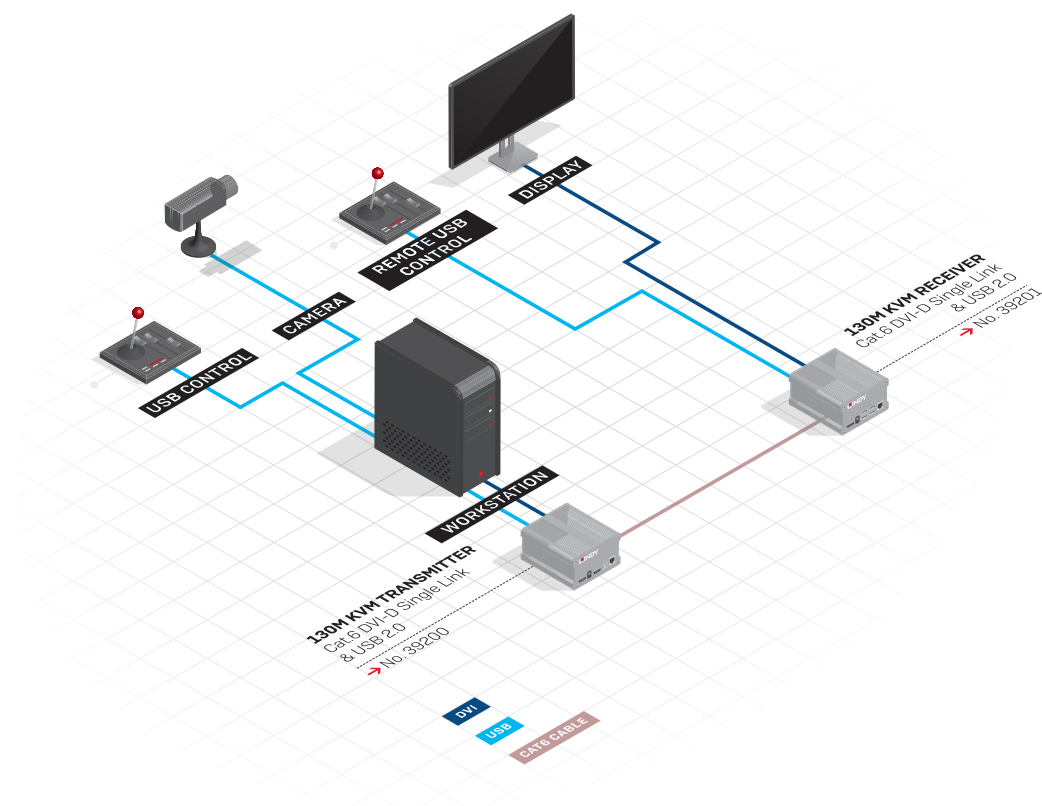 DISPLAY
REMOTE USB
CONTROL
CAMERA
USB CONTROL
130M KVM RECEIVER
Cat.6 DVI-D Single Link
& USB 2.0
No. 39201
LINDY
WORKSTATION
LINDY
130M KVM TRANSMITTER
Cat.6 DVI-D Single Link
& USB 2.0
No. 39200
DVI
USB
CAT6 CABLE